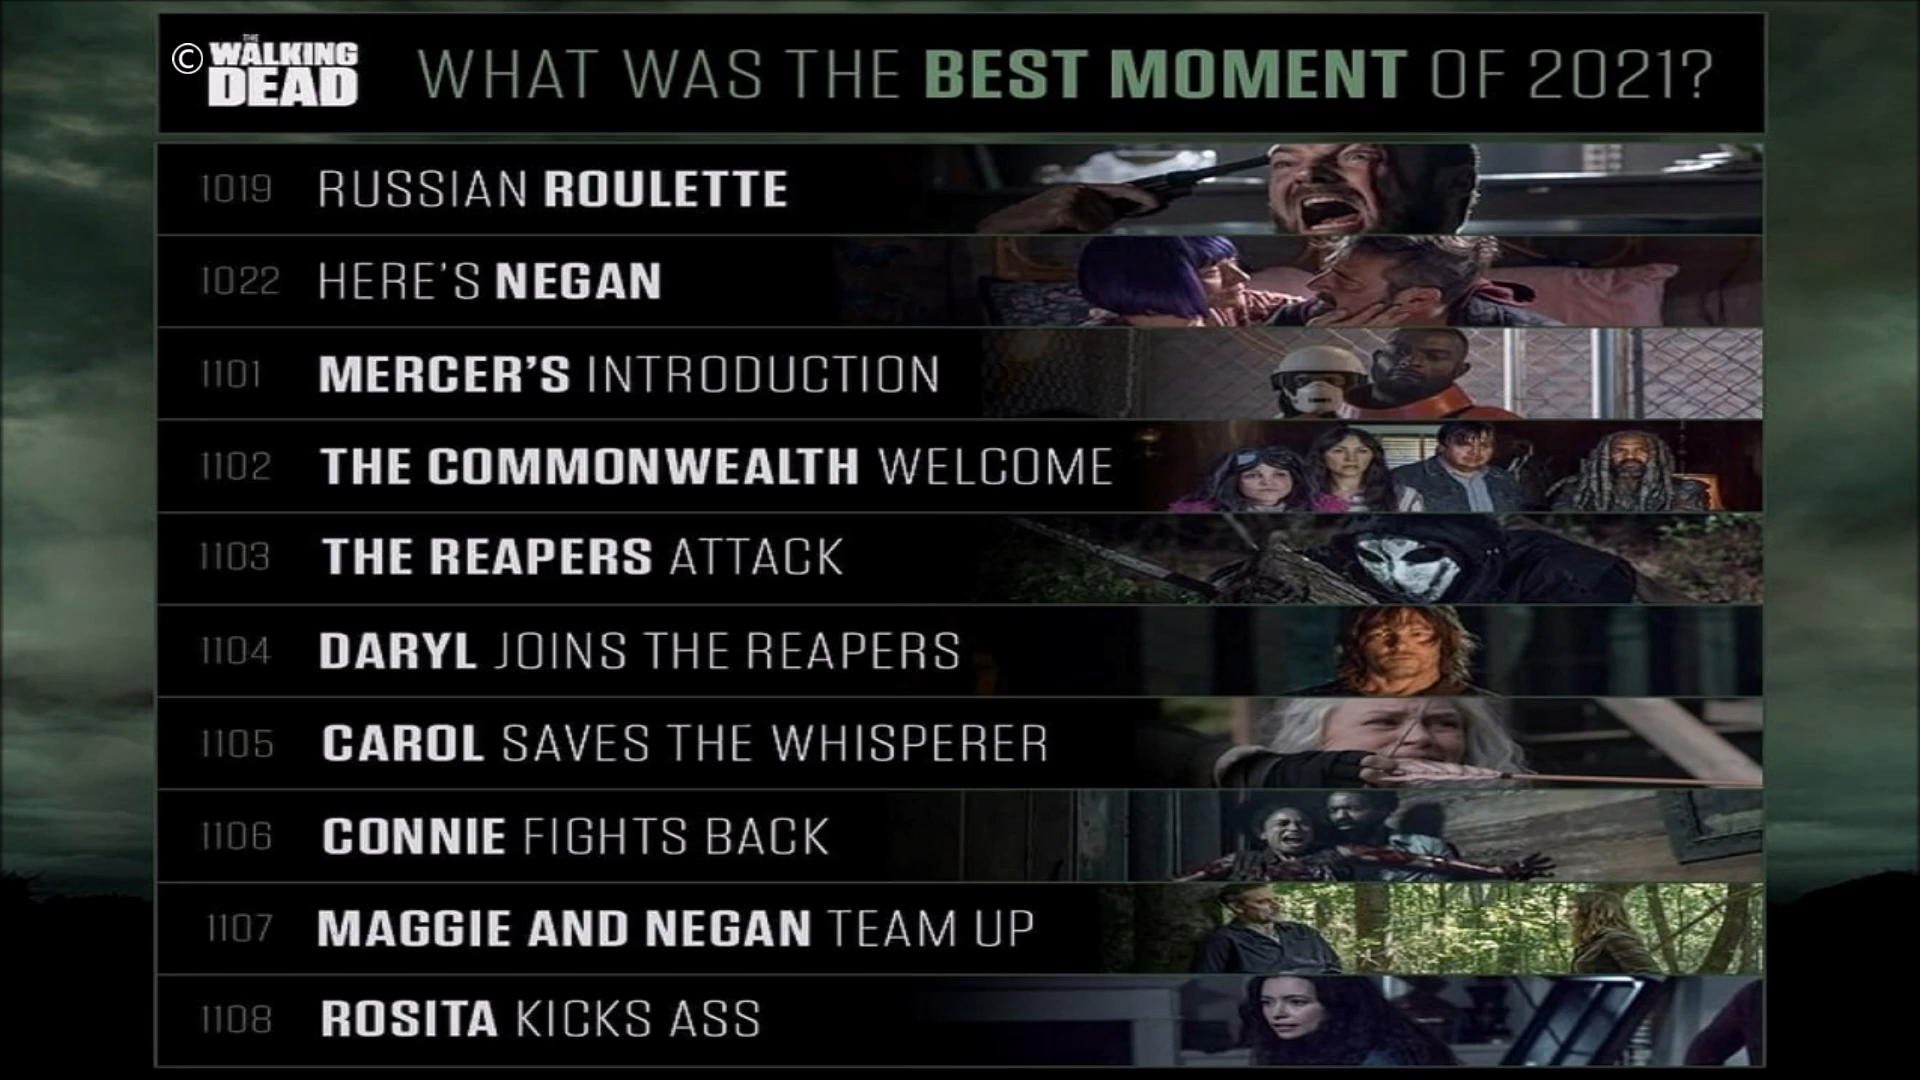 ©
THE
WALKING
DEAD
WHAT WAS THE BEST MOMENT OF 2021?
1019 RUSSIAN ROULETTE
1022 HERE'S NEGAN
1101 MERCER'S INTRODUCTION
1102 THE COMMONWEALTH WELCOME
1103 THE REAPERS ATTACK
1104 DARYL JOINS THE REAPERS
1105 CAROL SAVES THE WHISPERER
1106 CONNIE FIGHTS BACK
1107 MAGGIE AND NEGAN TEAM UP
1108 ROSITA KICKS ASS